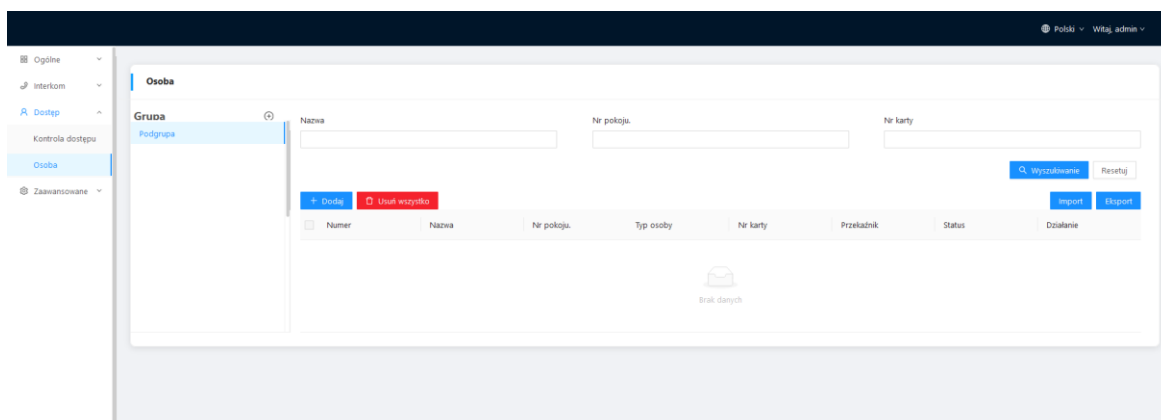 Polski Witaj, admin
Ogólne
Interkom
Dostęp
Kontrola dostępu
Osoba
Zaawansowane
Osoba
Grupa
Podgrupa
Nazwa Nr pokoju. Nr karty
Wyszukiwanie Resetuj
+ Dodaj Usuń wszystko Import Eksport
Numer Nazwa Nr pokoju. Typ osoby Nr karty Przekaźnik Status Działanie
Brak danych